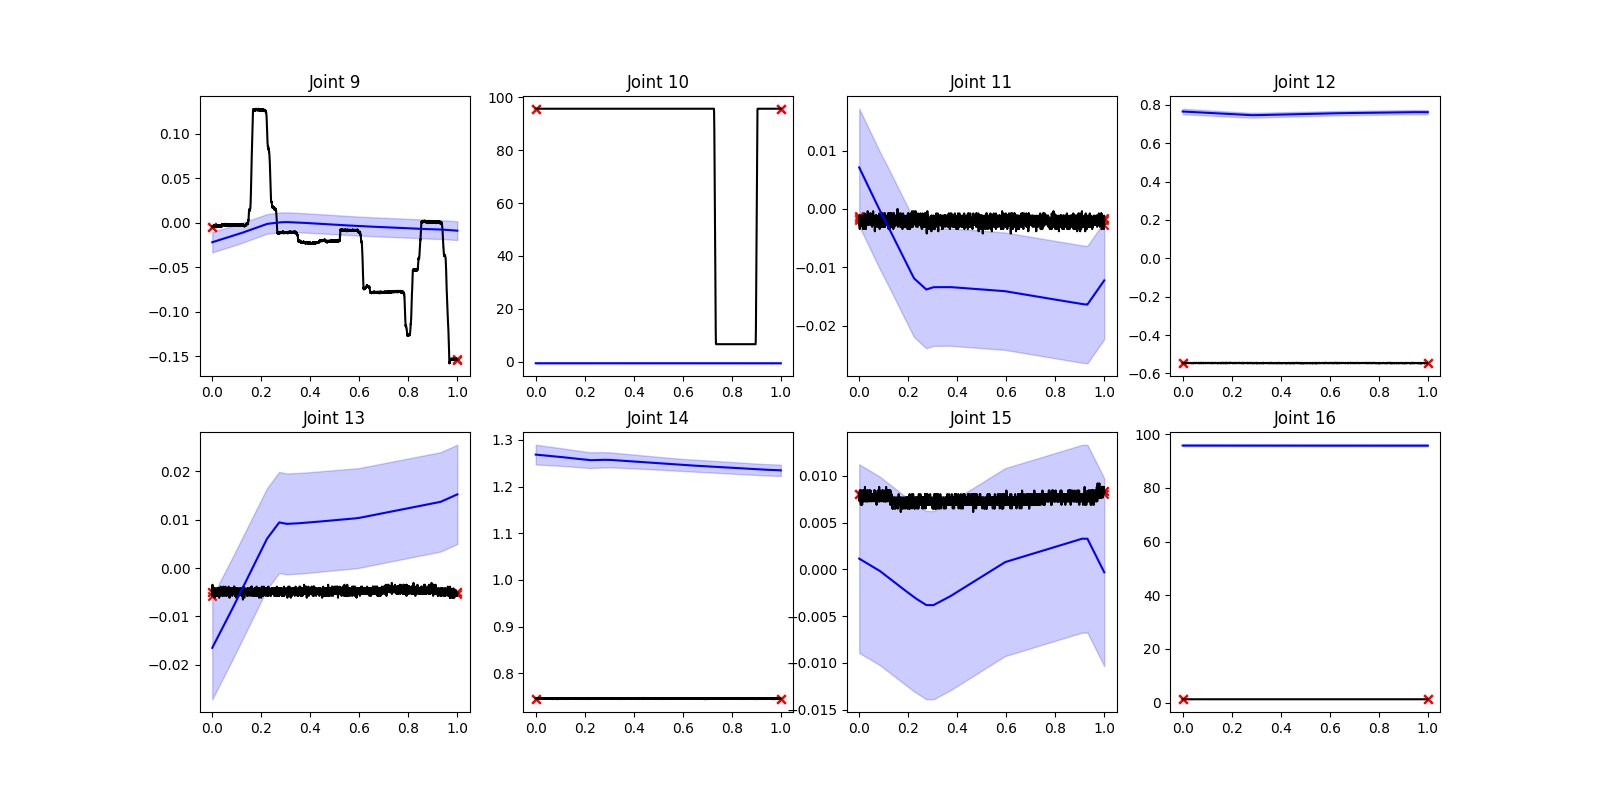 Joint 9
0.10
0.05
0.00
−0.05
−0.10
−0.15
0.0 0.2 0.4 0.6 0.8 1.0
Joint 10
100
80
60
40
20
0
0.0 0.2 0.4 0.6 0.8 1.0
Joint 11
0.01
0.00
−0.01
−0.02
0.0 0.2 0.4 0.6 0.8 1.0
Joint 12
0.8
0.6
0.4
0.2
0.0
−0.2
−0.4
−0.6
0.0 0.2 0.4 0.6 0.8 1.0
Joint 13
0.02
0.01
0.00
−0.01
−0.02
0.0 0.2 0.4 0.6 0.8 1.0
Joint 14
1.3
1.2
1.1
1.0
0.9
0.8
0.0 0.2 0.4 0.6 0.8 1.0
Joint 15
0.010
0.005
0.000
−0.005
−0.010
−0.015
0.0 0.2 0.4 0.6 0.8 1.0
Joint 16
100
80
60
40
20
0
0.0 0.2 0.4 0.6 0.8 1.0